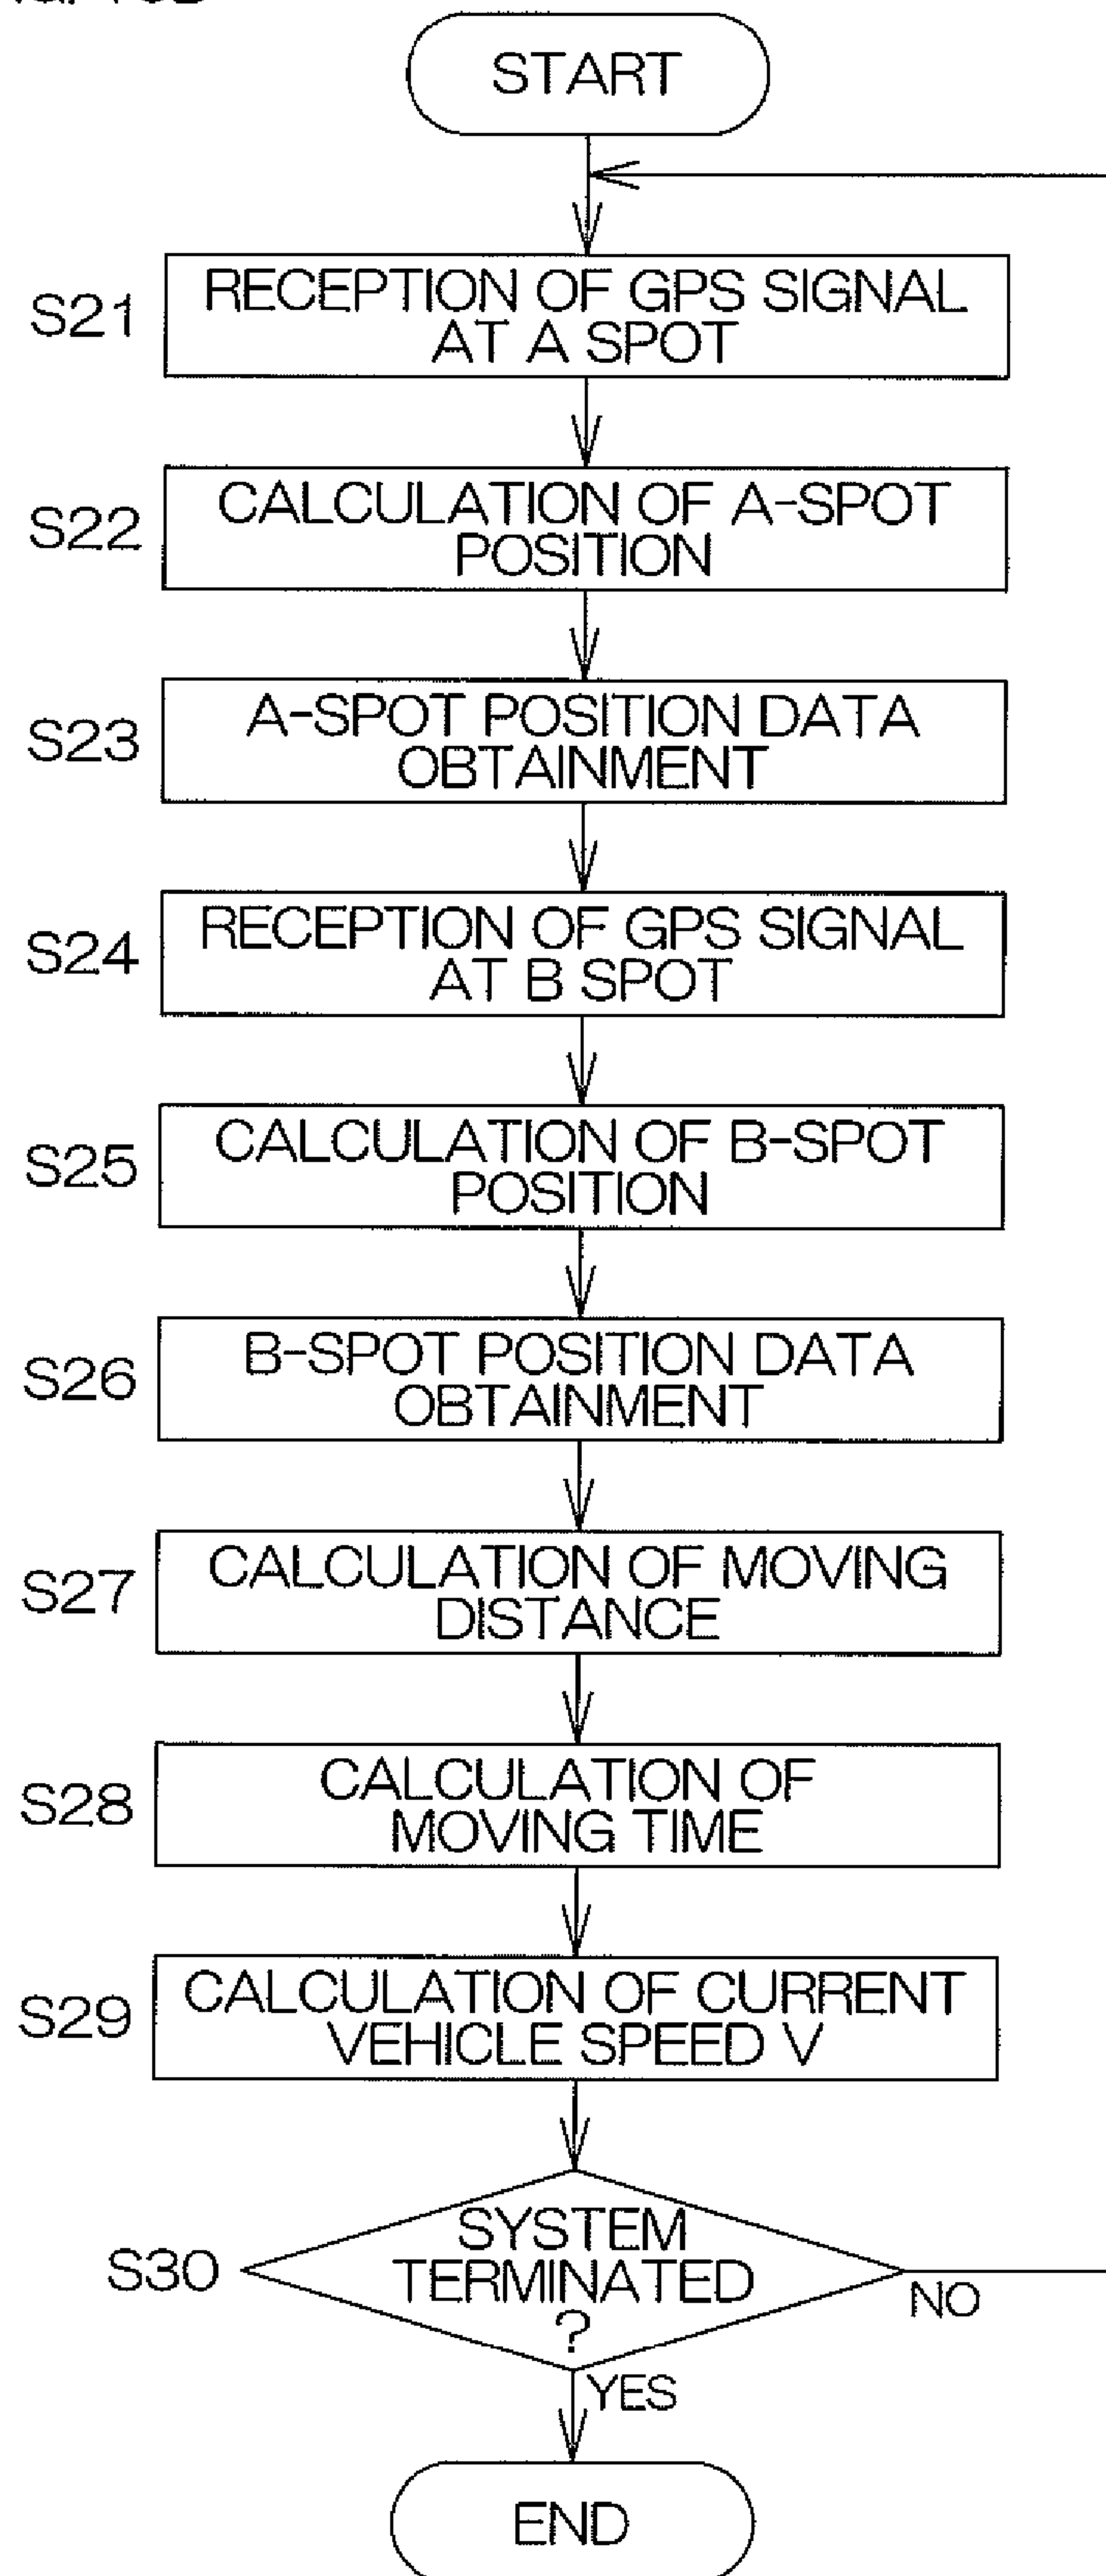 START
S21
RECEPTION OF GPS SIGNAL
AT A SPOT
S22
CALCULATION OF A-SPOT
POSITION
S23
A-SPOT POSITION DATA
OBTAINMENT
S24
RECEPTION OF GPS SIGNAL
AT B SPOT
S25
CALCULATION OF B-SPOT
POSITION
S26
B-SPOT POSITION DATA
OBTAINMENT
S27
CALCULATION OF MOVING
DISTANCE
S28
CALCULATION OF
MOVING TIME
S29
CALCULATION OF CURRENT
VEHICLE SPEED V
S30
SYSTEM
TERMINATED
?
NO
YES
END